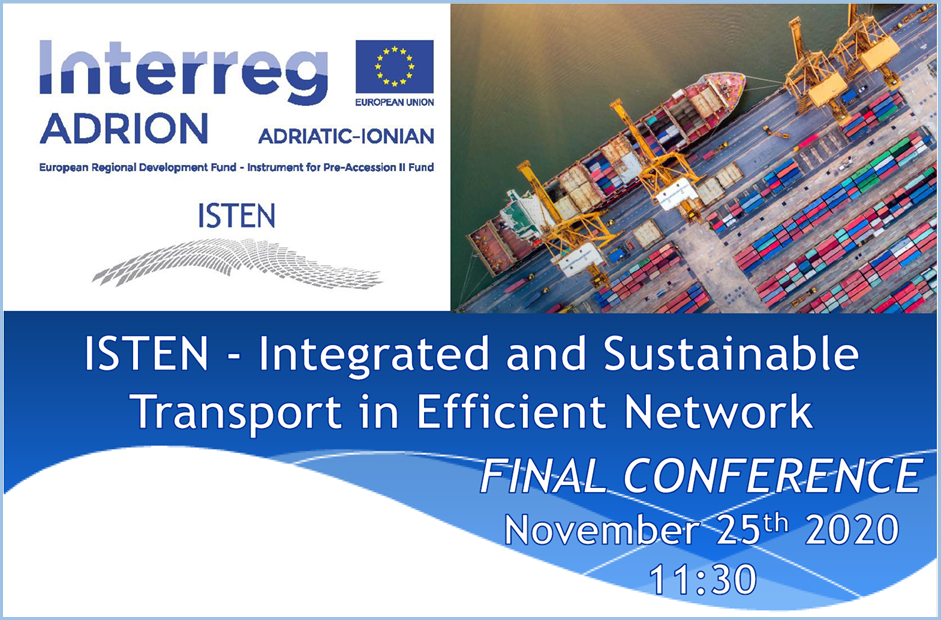 Interreg
EUROPEAN UNION
ADRION ADRIATIC-IONIAN
European Regional Development Fund - Instrument for Pre-Accession II Fund
ISTEN
ISTEN - Integrated and Sustainable
Transport in Efficient Network
FINAL CONFERENCE
November 25th 2020
11:30